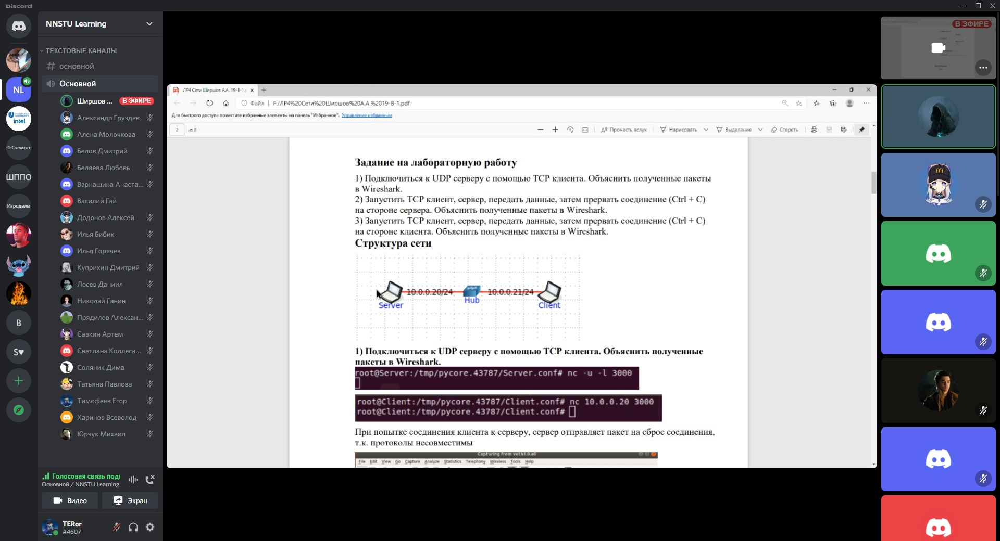 Discord
NNSTU Learning
ТЕКСТОВЫЕ КАНАЛЫ
основной
Основной
Ширшов ... В ЭФИРЕ
Александр Груздев
Алена Молочкова
Белов Дмитрий
Беляева Любовь
Варнашина Анаста...
Василий Гай
Додонов Алексей
Илья Бибик
Илья Горячев
Куприхин Дмитрий
Лосев Даниил
Николай Ганин
Прядилов Алексан...
Савкин Артем
Светлана Коллега...
Соляник Дима
Татьяна Павлова
Тимофеев Егор
Харинов Всеволод
Юрчук Михаил
Голосовая связь под
Основной / NNSTU Learning
Видео
Экран
TERor
#4607
NL
intel
-1-Схемоте
ШППО
Игроделы
B
S♥
ЛР4 Сети Ширшов А.А. 19-В-1.
Файл
F:/ЛР4%20Сети%20Ширшов%20А.А.%2019-В-1.pdf
Для быстрого доступа поместите избранные элементы на панель "Избранное". Управление избранным
2 из 8
Прочесть вслух
Нарисовать
Выделение
Стереть
Задание на лабораторную работу
1) Подключиться к UDP серверу с помощью TCP клиента. Объяснить полученные пакеты
в Wireshark.
2) Запустить TCP клиент, сервер, передать данные, затем прервать соединение (Ctrl + C)
на стороне сервера. Объяснить полученные пакеты в Wireshark.
3) Запустить TCP клиент, сервер, передать данные, затем прервать соединение (Ctrl + C)
на стороне клиента. Объяснить полученные пакеты в Wireshark.
Структура сети
10.0.0.20/24
10.0.0.21/24
Server
Hub
Client
1) Подключиться к UDP серверу с помощью TCP клиента. Объяснить полученные
пакеты в Wireshark.
root@Server:/tmp/pycore.43787/Server.conf# nc -u -l 3000
root@Client:/tmp/pycore.43787/Client.conf# nc 10.0.0.20 3000
root@Client:/tmp/pycore.43787/Client.conf#
При попытке соединения клиента к серверу, сервер отправляет пакет на сброс соединения,
т.к. протоколы несовместимы
Capturing from veth1.0.a0
File Edit View Go Capture Analyze Statistics Telephony Wireless Tools Help
В ЭФИРЕ